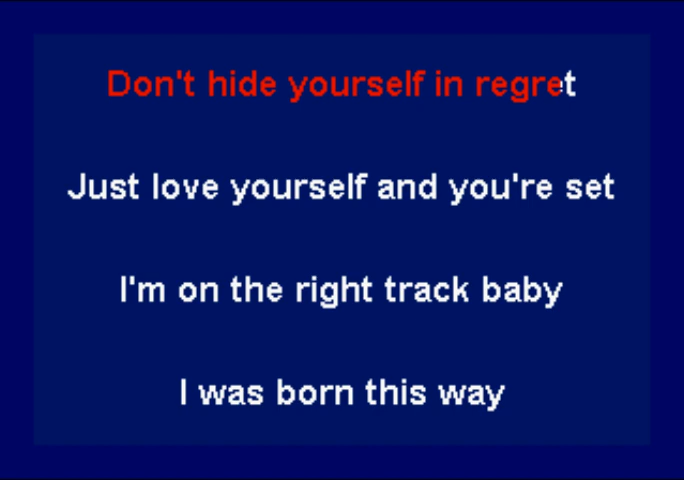 Don't hide yourself in regret
Just love yourself and you're set
I'm on the right track baby
I was born this way